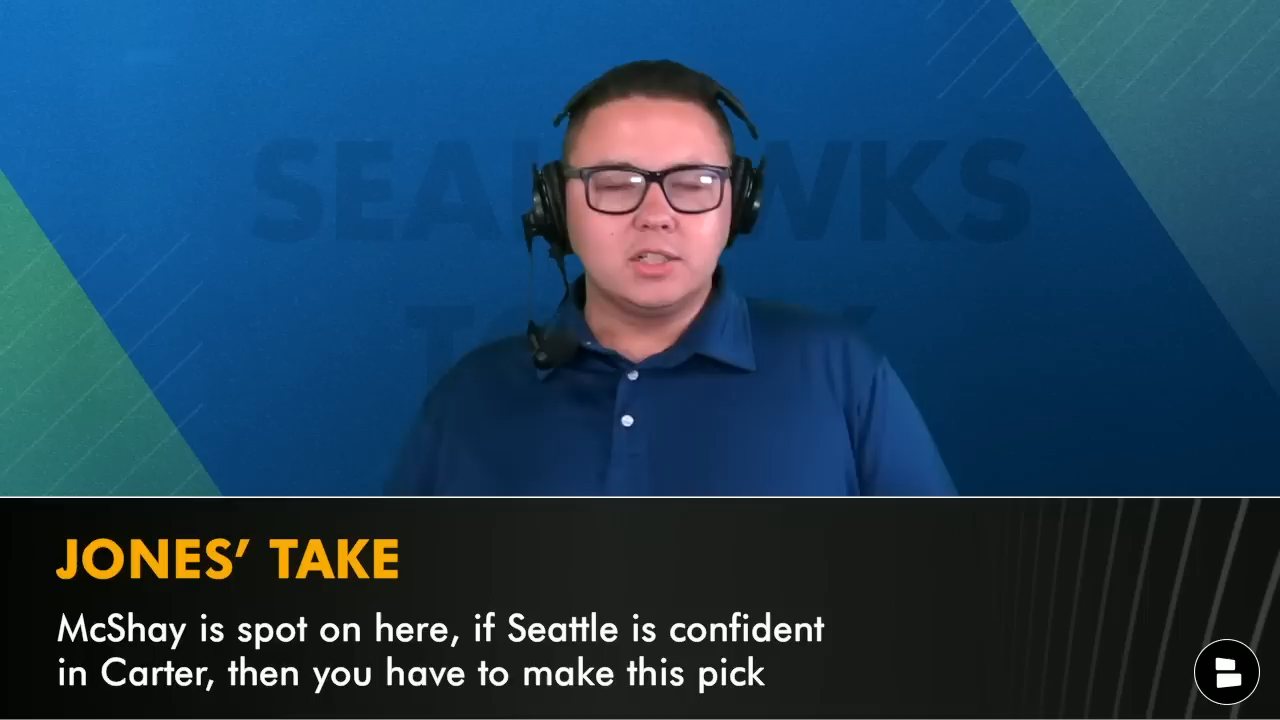 SEAHAWKS
JONES’ TAKE
McShay is spot on here, if Seattle is confident
in Carter, then you have to make this pick